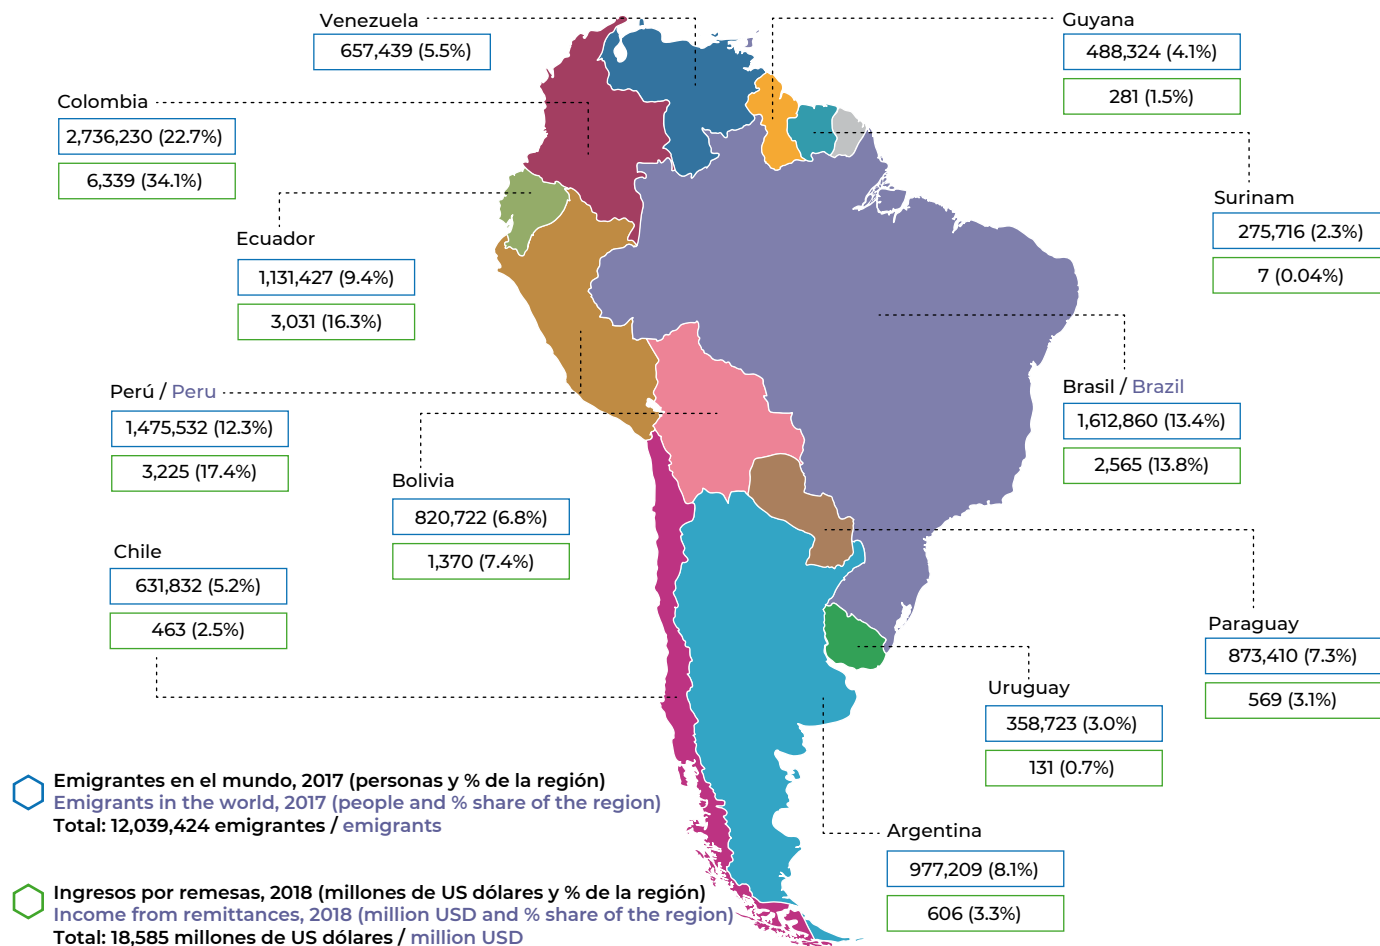 Venezuela
657,439 (5.5%)
Guyana
488,324 (4.1%)
281 (1.5%)
Colombia
2,736,230 (22.7%)
6,339 (34.1%)
Surinam
275,716 (2.3%)
7 (0.04%)
Ecuador
1,131,427 (9.4%)
3,031 (16.3%)
Perú / Peru
1,475,532 (12.3%)
3,225 (17.4%)
Brasil / Brazil
1,612,860 (13.4%)
2,565 (13.8%)
Bolivia
820,722 (6.8%)
1,370 (7.4%)
Chile
631,832 (5.2%)
463 (2.5%)
Paraguay
873,410 (7.3%)
569 (3.1%)
Uruguay
358,723 (3.0%)
131 (0.7%)
Argentina
977,209 (8.1%)
606 (3.3%)
Emigrantes en el mundo, 2017 (personas y % de la región)
Emigrants in the world, 2017 (people and % share of the region)
Total: 12,039,424 emigrantes / emigrants
Ingresos por remesas, 2018 (millones de US dólares y % de la región)
Income from remittances, 2018 (million USD and % share of the region)
Total: 18,585 millones de US dólares / million USD